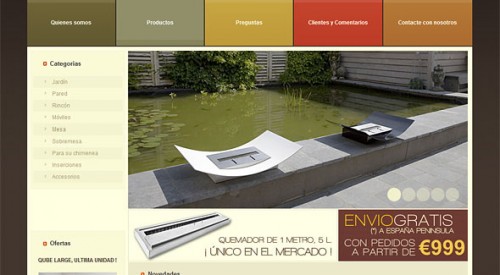 Quienes somos
Productos
Preguntas
Clientes y Comentarios
Contacte con nosotros
Categorías
Jardín
Pared
Rincón
Móviles
Mesa
Sobremesa
Para su chimenea
Inserciones
Accesorios
QUEMADOR DE 1 METRO, 5 L.
¡ ÚNICO EN EL MERCADO !
ENVIOGRATIS
(*) A ESPAÑA PENINSULA
CON PEDIDOS
A PARTIR DE €999
Ofertas
QUBE LARGE, ULTIMA UNIDAD !
Novedades